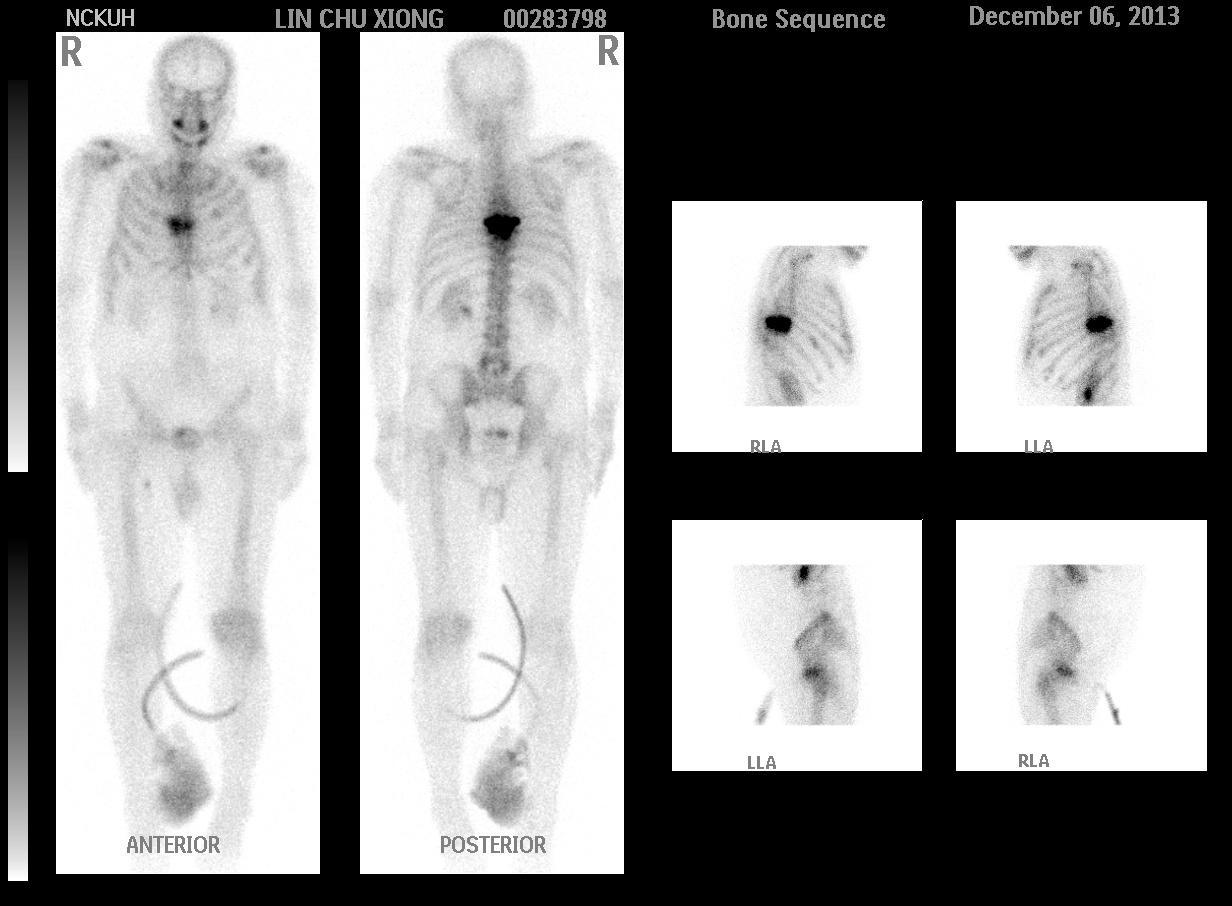 NCKUH LIN CHU XIONG 00283798 Bone Sequence December 06, 2013
R R
RLA LLA
LLA RLA
ANTERIOR POSTERIOR